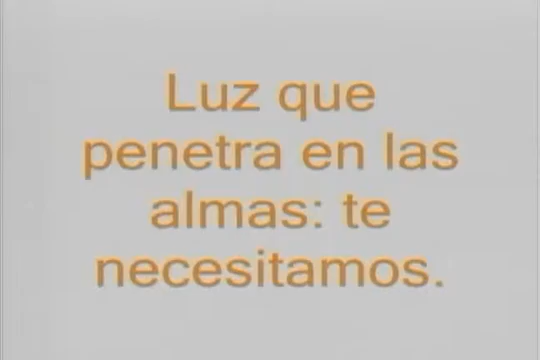 Luz que
penetra en las
almas: te
necesitamos.